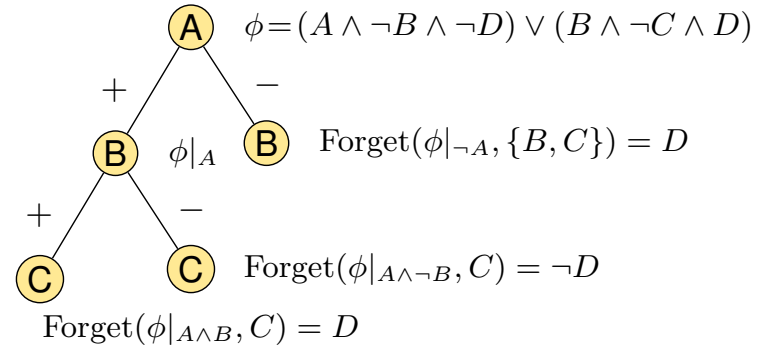 A φ=(A ∧ ¬B ∧ ¬D) ∨ (B ∧ ¬C ∧ D)
+ −
B φ|A B Forget(φ|¬A, {B, C}) = D
+ −
C C Forget(φ|A∧¬B, C) = ¬D
Forget(φ|A∧B, C) = D